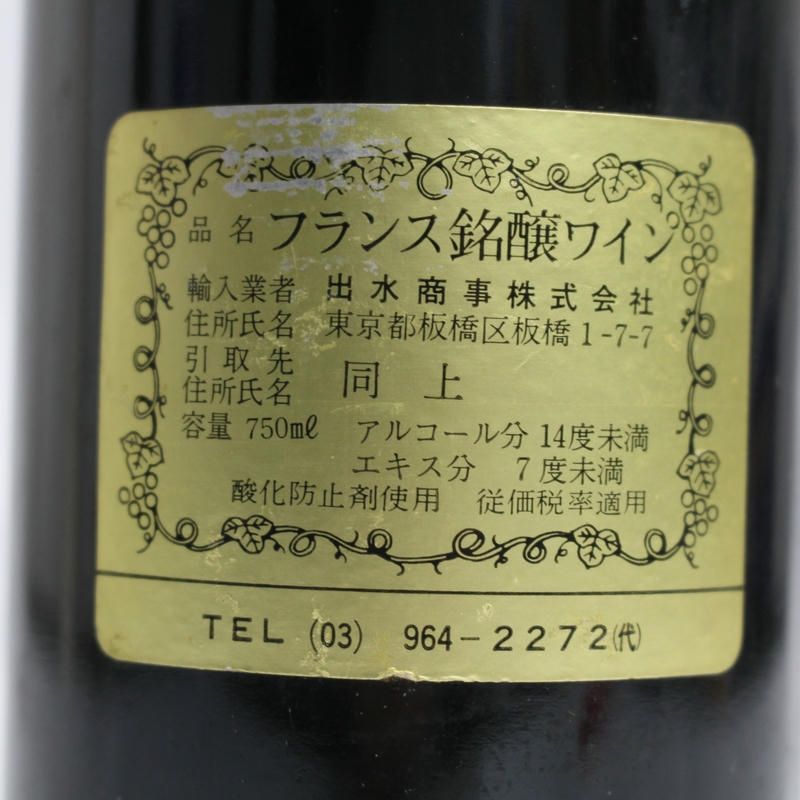 品名 フランス銘醸ワイン
輸入業者 出水商事株式会社
住所氏名 東京都板橋区板橋1-7-7
引取先
住所氏名 同上
容量 750mℓ アルコール分 14度未満
エキス分 7度未満
酸化防止剤使用 従価税率適用
TEL (03) 964-2272(代)